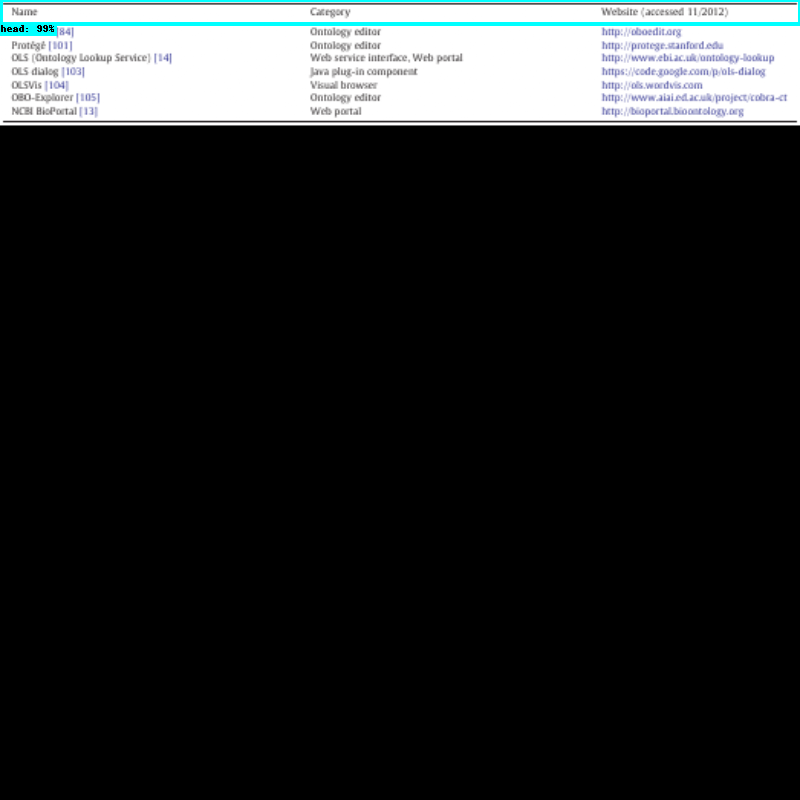 Name Category Website (accessed 11/2012)
head: 99%
84] Ontology editor http://oboedit.org
Protégé [101] Ontology editor http://protege.stanford.edu
OLS (Ontology Lookup Service) [14] Web service interface, Web portal http://www.ebi.ac.uk/ontology-lookup
OLS dialog [103] Java plug-in component https://code.google.com/p/ols-dialog
OLSVis [104] Visual browser http://ols.wordvis.com
OBO-Explorer [105] Ontology editor http://www.aiai.ed.ac.uk/project/cobra-ct
NCBI BioPortal [13] Web portal http://bioportal.bioontology.org